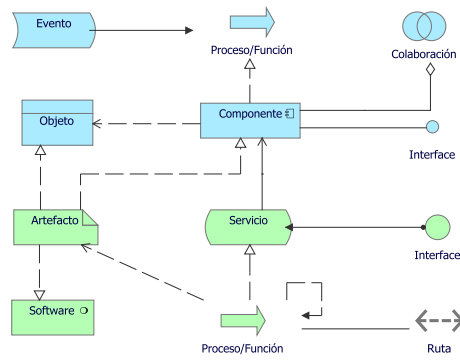 Evento
Proceso/Función
Colaboración
Objeto
Componente
Interface
Artefacto
Servicio
Interface
Software
Proceso/Función
Ruta